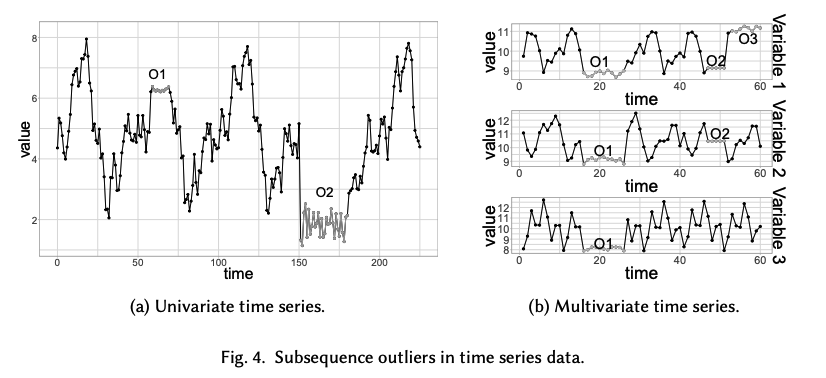 value
8
6
4
2
O1
O2
0
50
100
150
200
time
(a) Univariate time series.
value
11
10
9
O1
O2
O3
Variable 1
0
20
40
60
time
value
12
11
10
9
O1
O2
Variable 2
0
20
40
60
time
value
12
11
10
9
8
O1
Variable 3
0
20
40
60
time
(b) Multivariate time series.
Fig. 4. Subsequence outliers in time series data.